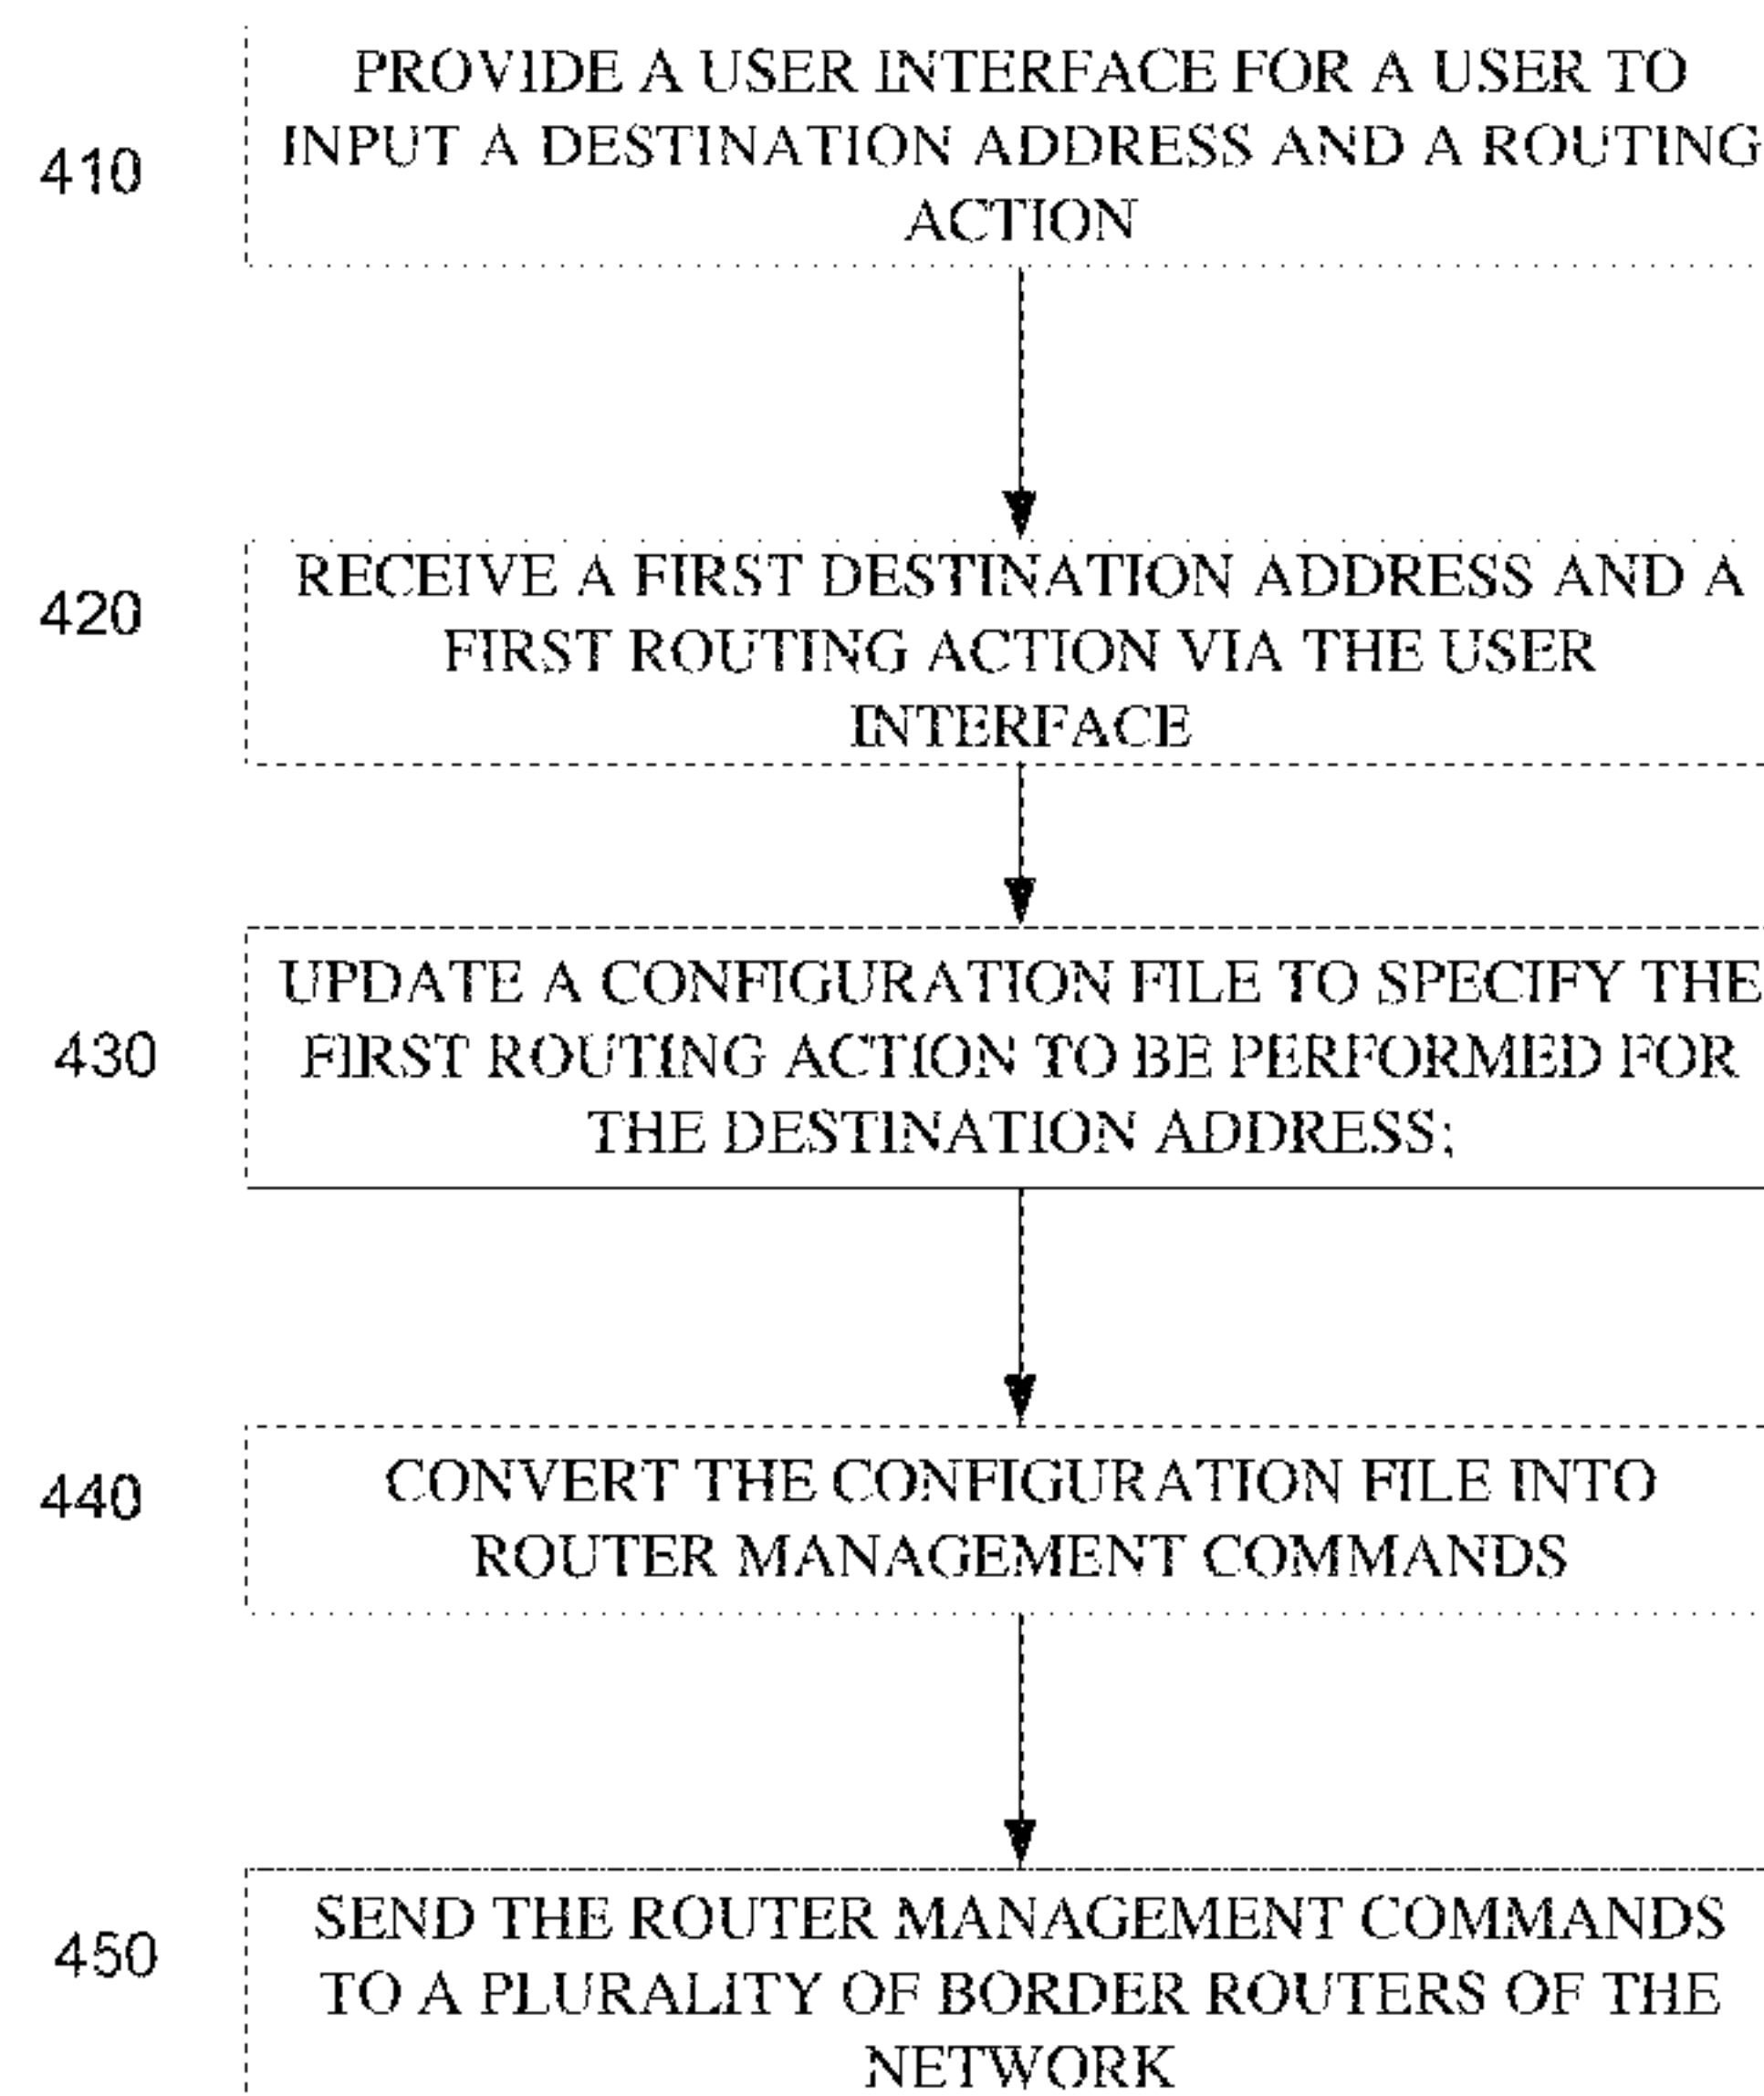 PROVIDE A USER INTERFACE FOR A USER TO
410
INPUT A DESTINATION ADDRESS AND A ROUTING
ACTION
RECEIVE A FIRST DESTINATION ADDRESS AND A
420
FIRST ROUTING ACTION VIA THE USER
INTERFACE
UPDATE A CONFIGURATION FILE TO SPECIFY THE
430
FIRST ROUTING ACTION TO BE PERFORMED FOR
THE DESTINATION ADDRESS;
440
CONVERT THE CONFIGURATION FILE INTO
ROUTER MANAGEMENT COMMANDS
SEND THE ROUTER MANAGEMENT COMMANDS
450
TO A PLURALITY OF BORDER ROUTERS OF THE
NETWORK